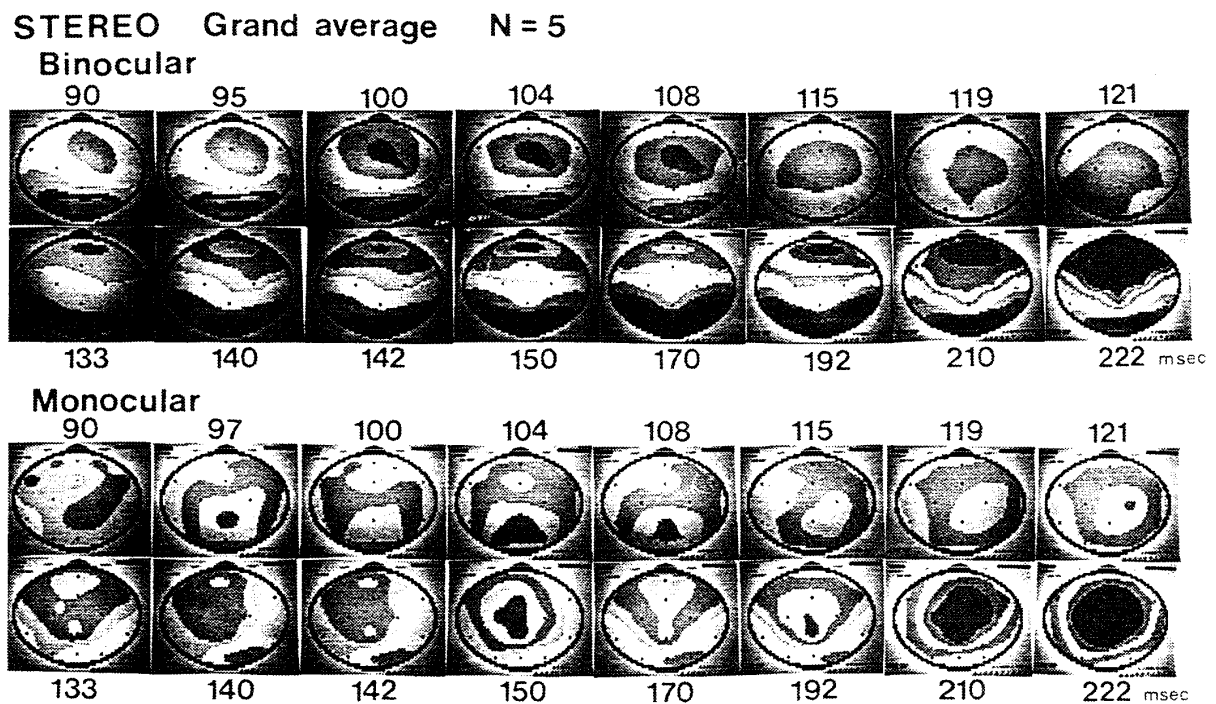 STEREO Grand average N = 5
Binocular
90 95 100 104 108 115 119 121
133 140 142 150 170 192 210 222 msec
Monocular
90 97 100 104 108 115 119 121
133 140 142 150 170 192 210 222 msec